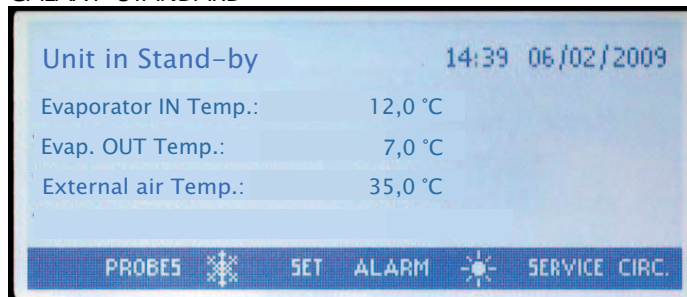 Unit in Stand-by 14:39 06/02/2009
Evaporator IN Temp.: 12,0 °C
Evap. OUT Temp.: 7,0 °C
External air Temp.: 35,0 °C
PROBES SET ALARM SERVICE CIRC.